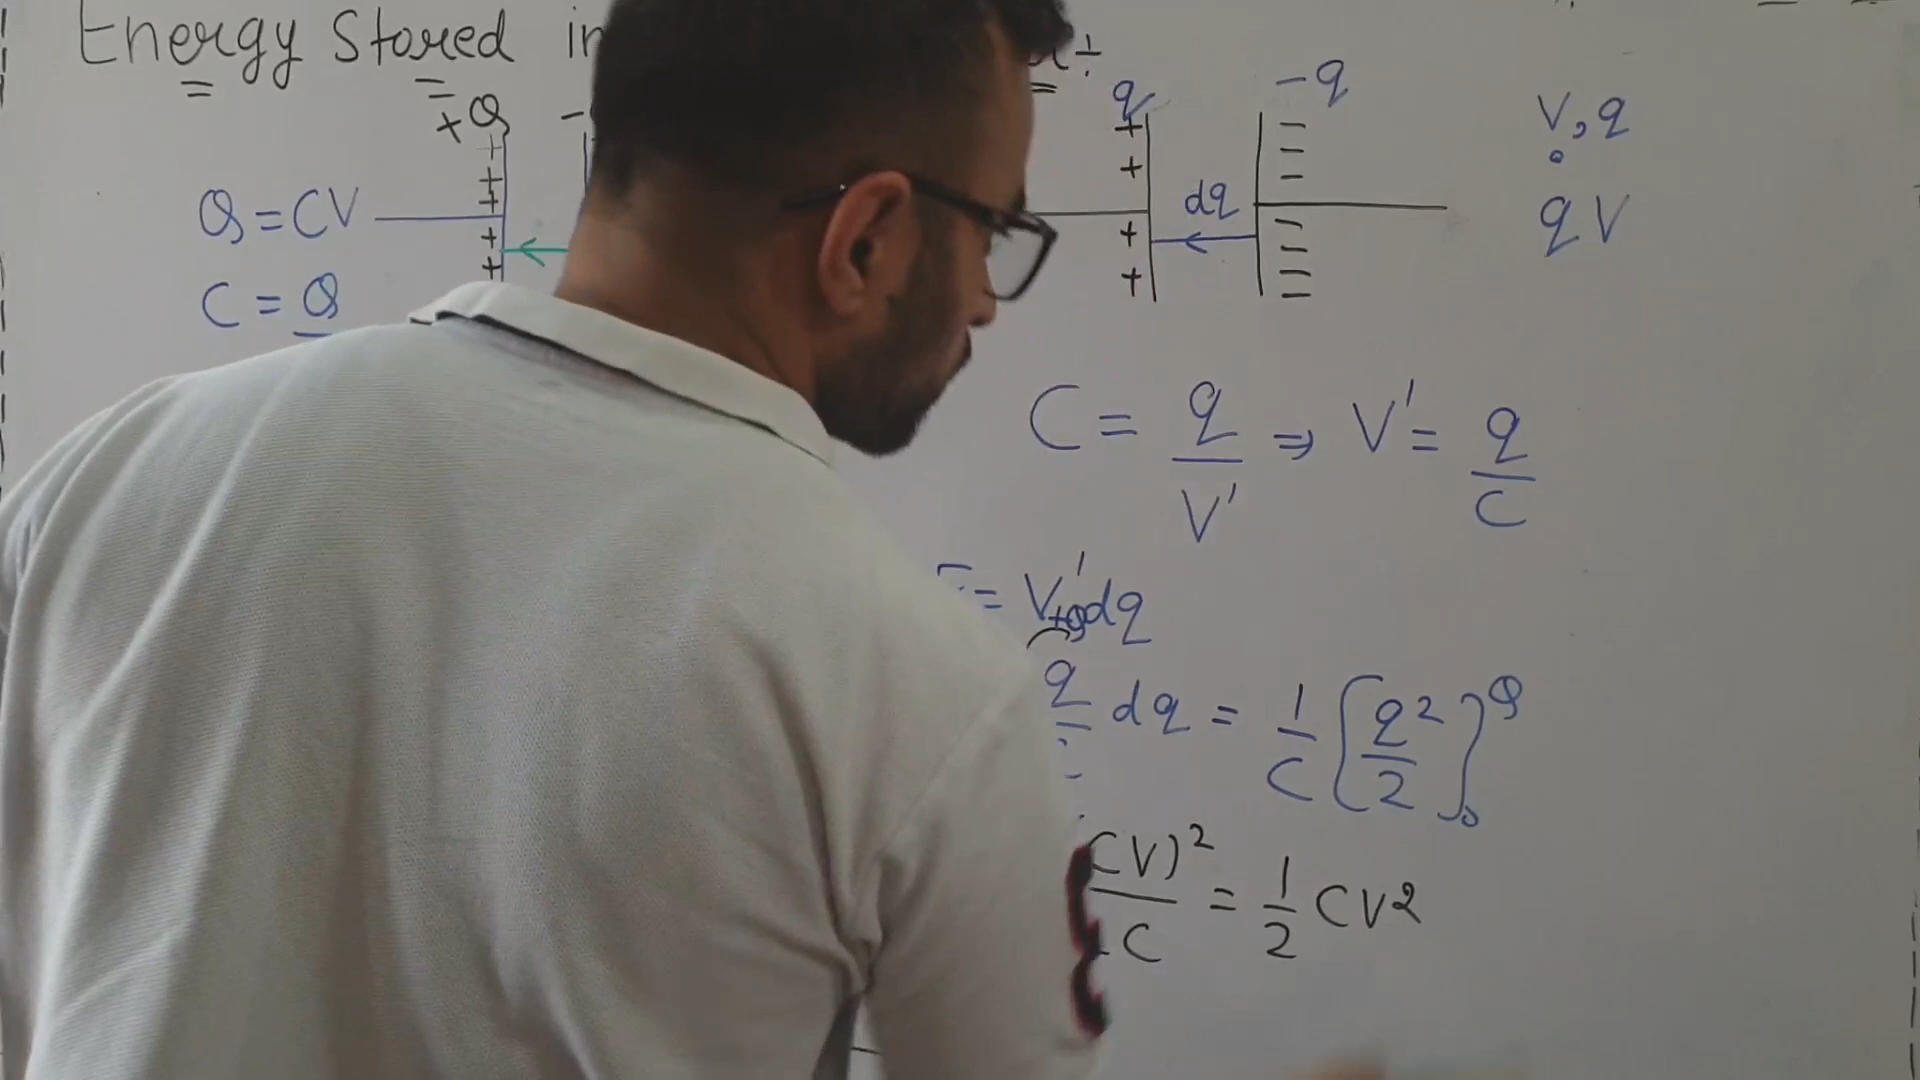 Energy Stored in
+Q
q
-q
V, q
Q = CV
dq
qV
C = Q
C = q/V' ⇒ V' = q/C
= V'dq
q dq = 1/C [q²/2]₀^Q
CV)²/C = 1/2 CV2